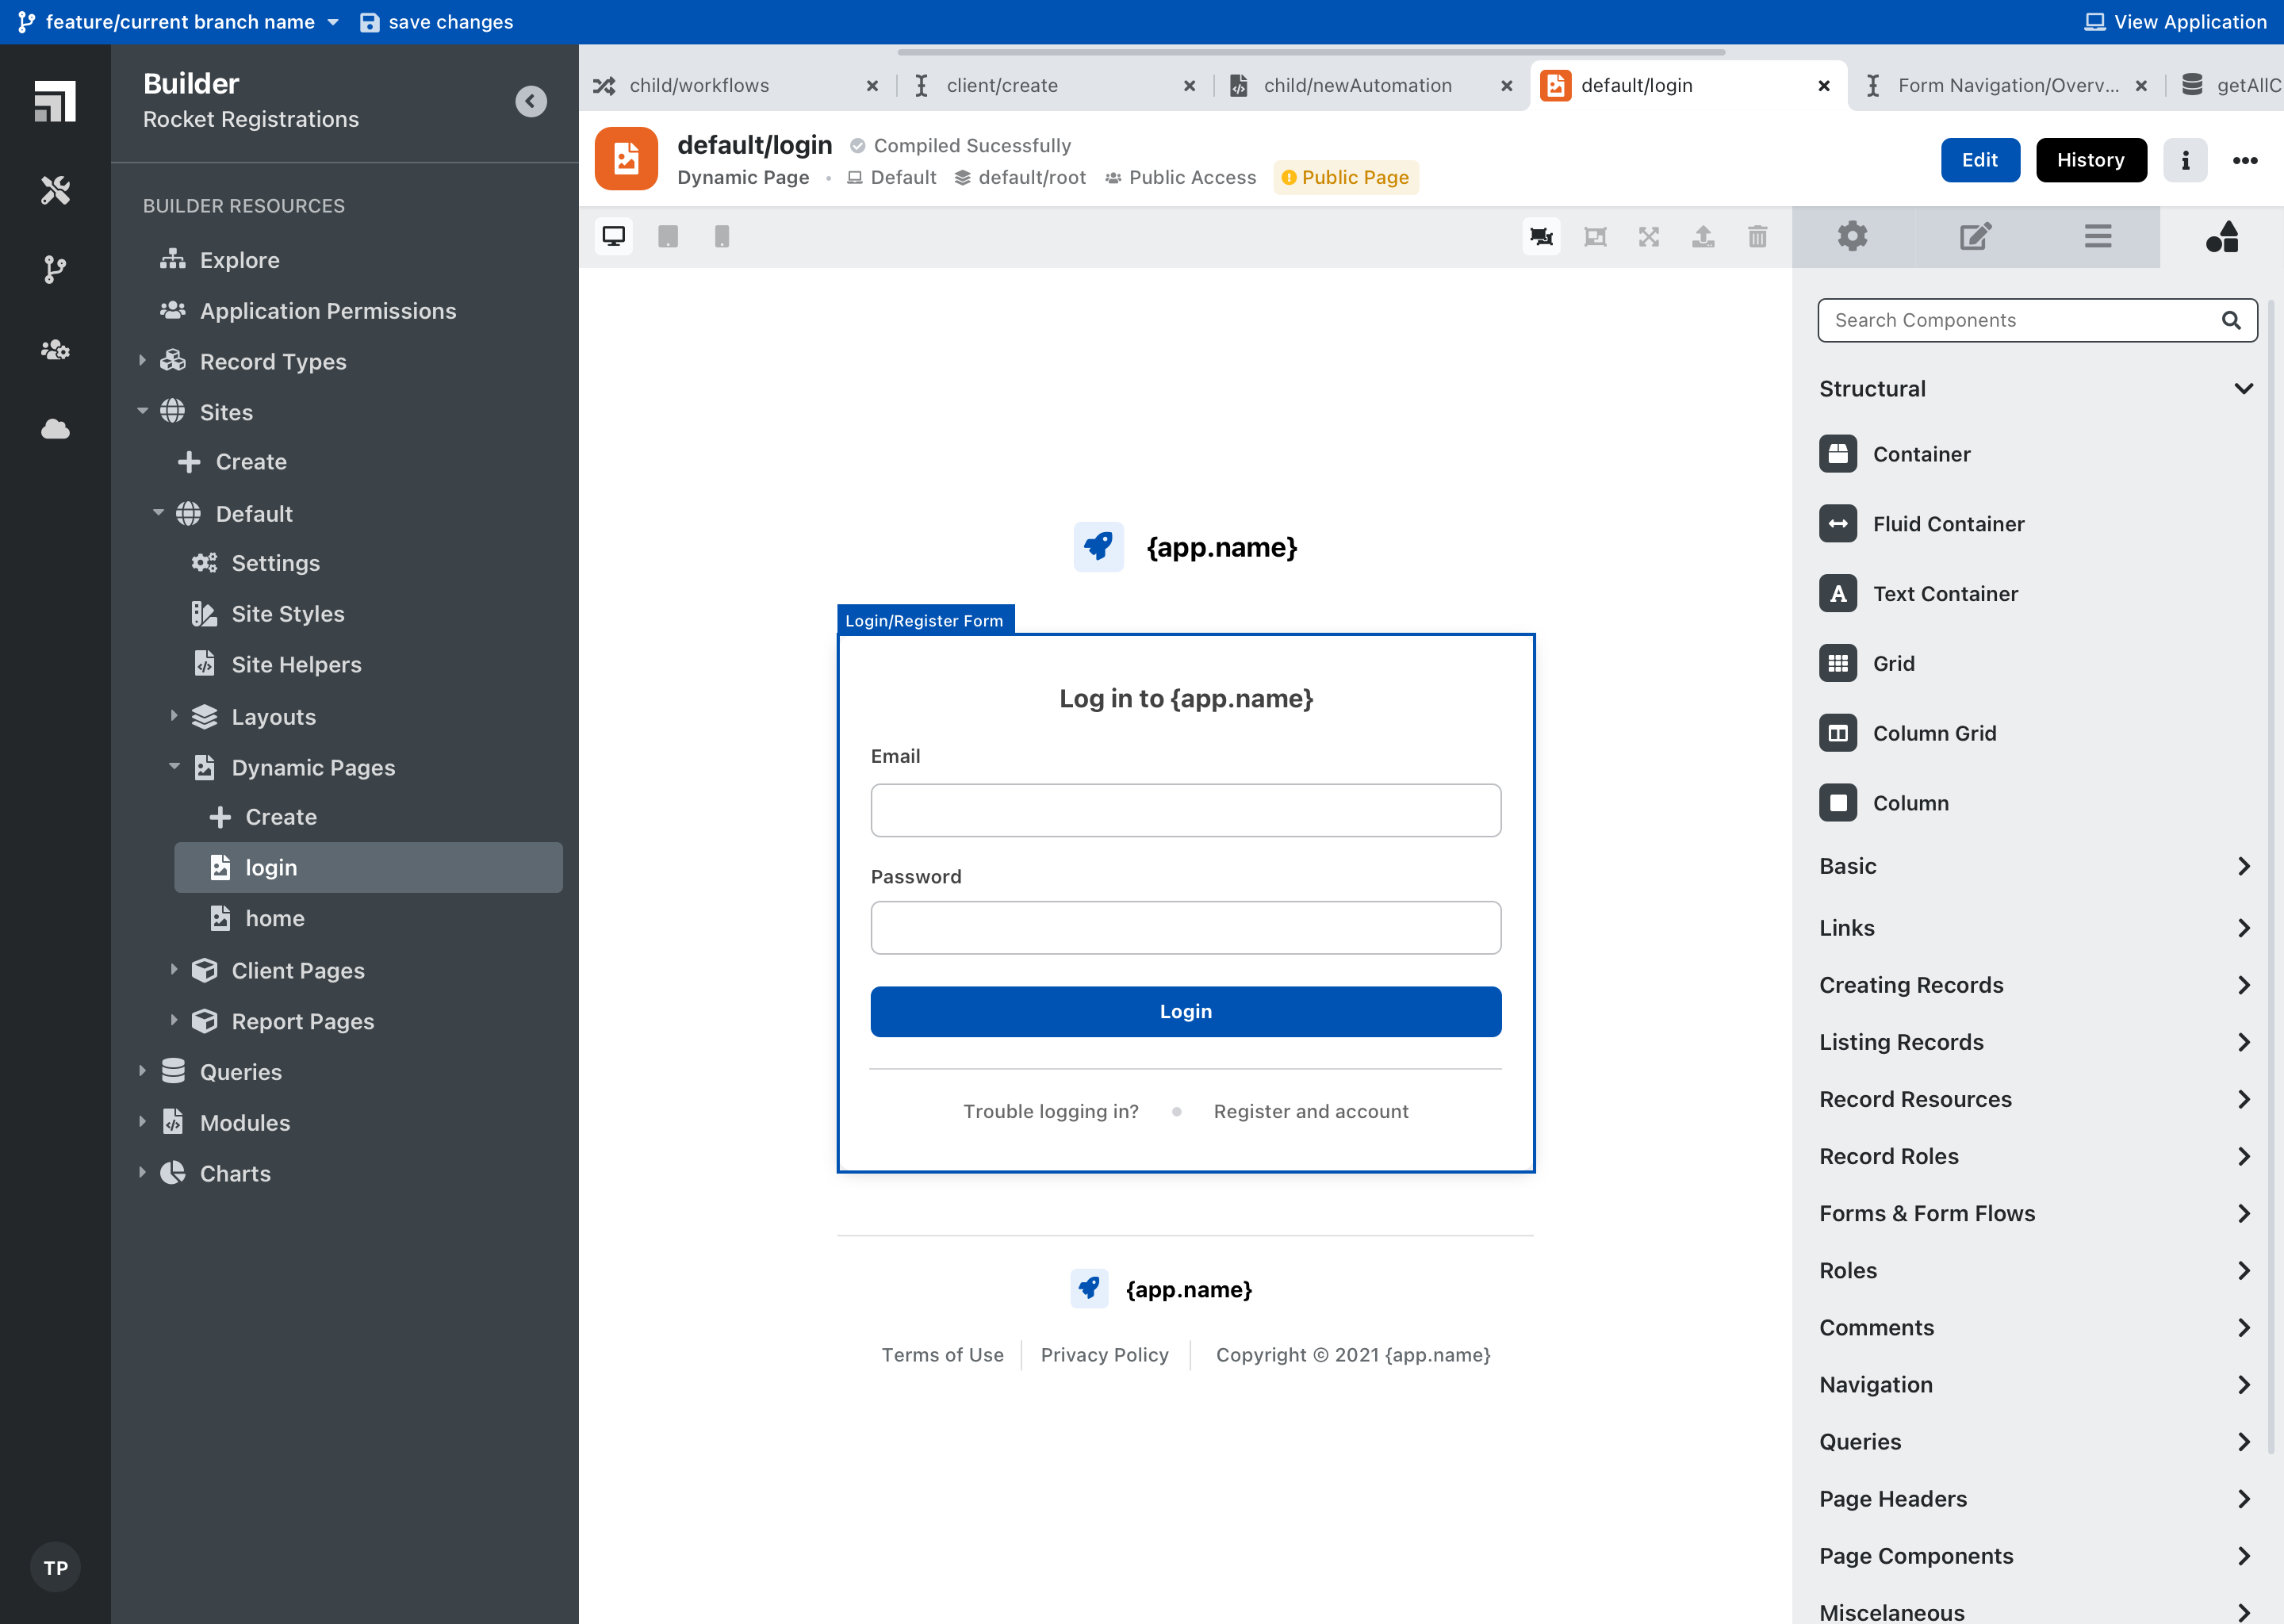 feature/current branch name
save changes
View Application
Builder
Rocket Registrations
BUILDER RESOURCES
Explore
Application Permissions
Record Types
Sites
Create
Default
Settings
Site Styles
Site Helpers
Layouts
Dynamic Pages
Create
login
home
Client Pages
Report Pages
Queries
Modules
Charts
TP
child/workflows
client/create
child/newAutomation
default/login
Form Navigation/Overv...
getAllC
default/login
Compiled Sucessfully
Dynamic Page • Default default/root Public Access Public Page
Edit
History
{app.name}
Login/Register Form
Log in to {app.name}
Email
Password
Login
Trouble logging in? • Register and account
{app.name}
Terms of Use
Privacy Policy
Copyright © 2021 {app.name}
Search Components
Structural
Container
Fluid Container
A
Text Container
Grid
Column Grid
Column
Basic
Links
Creating Records
Listing Records
Record Resources
Record Roles
Forms & Form Flows
Roles
Comments
Navigation
Queries
Page Headers
Page Components
Miscelaneous